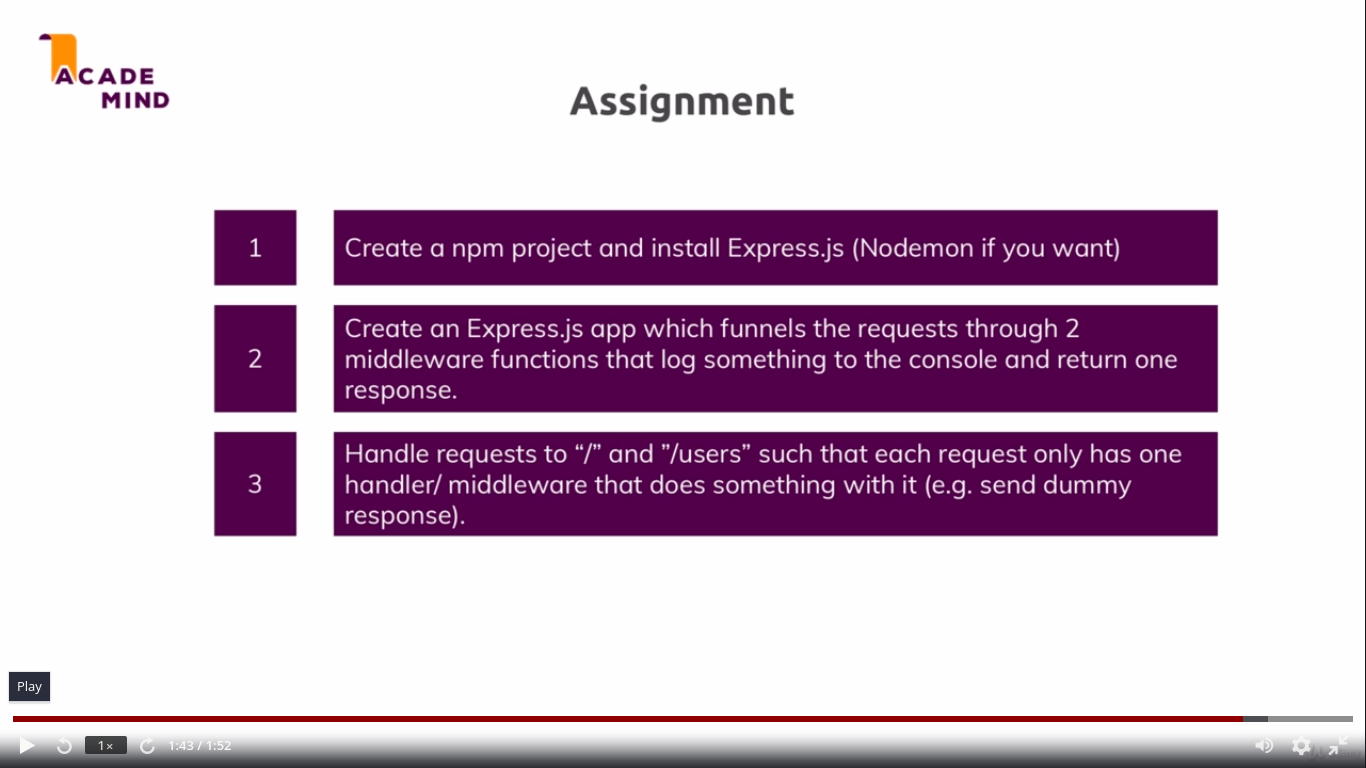 ACADE
MIND
Assignment
1
Create a npm project and install Express.js (Nodemon if you want)
2
Create an Express.js app which funnels the requests through 2
middleware functions that log something to the console and return one
response.
3
Handle requests to “/” and ”/users” such that each request only has one
handler/ middleware that does something with it (e.g. send dummy
response).
Play
1×
1:43 / 1:52